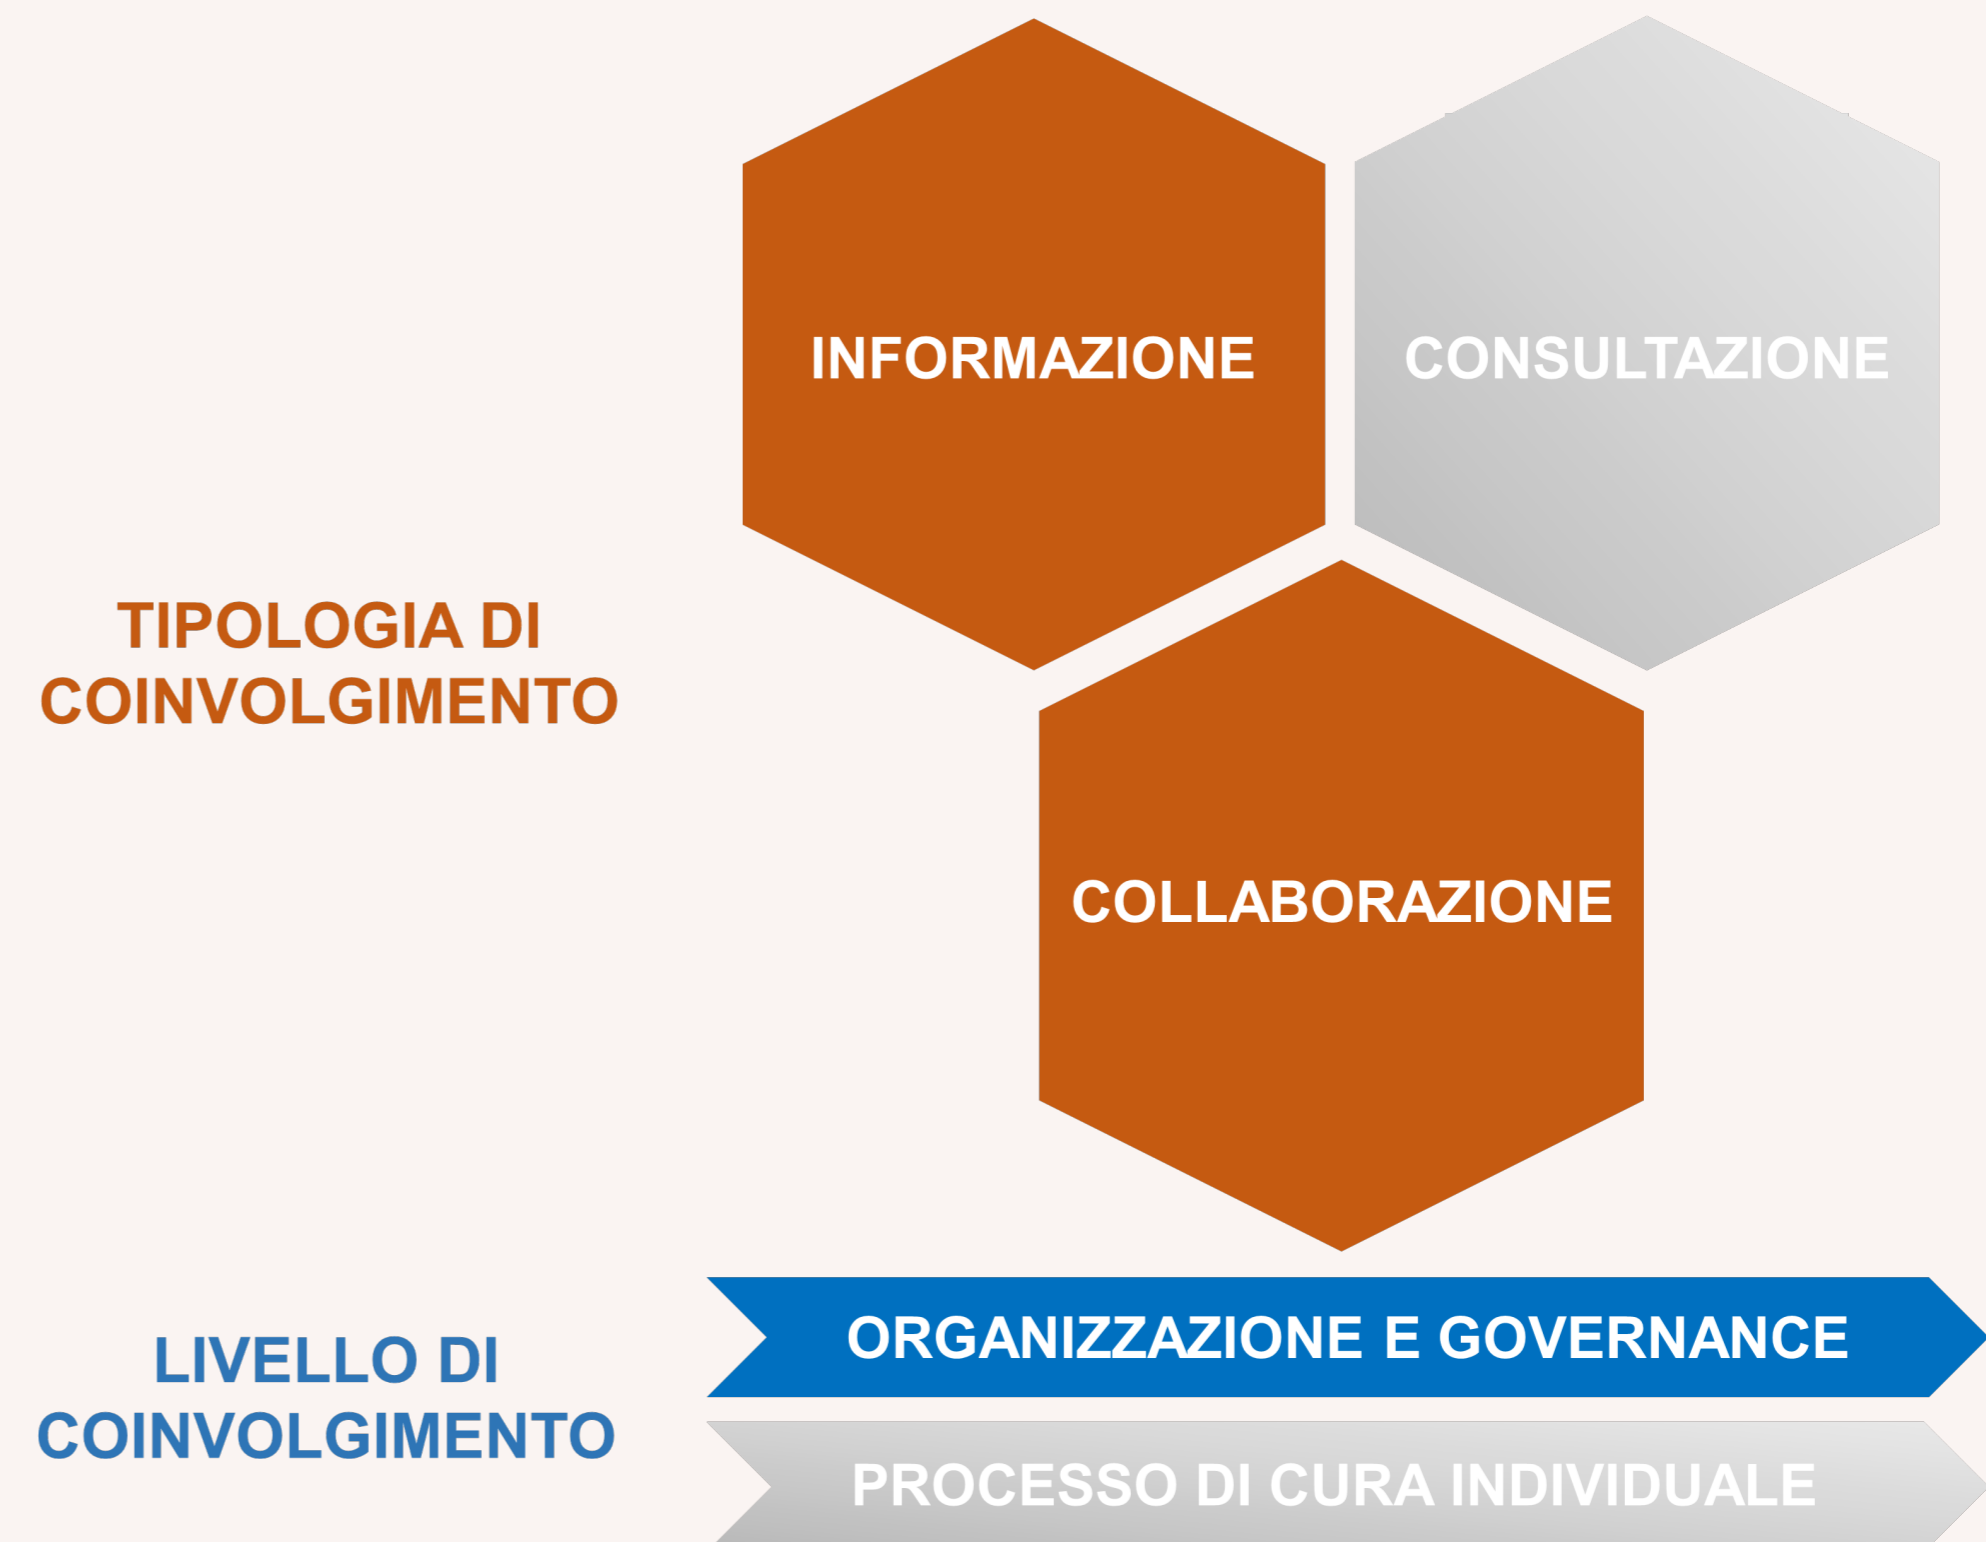 INFORMAZIONE
CONSULTAZIONE
TIPOLOGIA DI
COINVOLGIMENTO
COLLABORAZIONE
LIVELLO DI
COINVOLGIMENTO
ORGANIZZAZIONE E GOVERNANCE
PROCESSO DI CURA INDIVIDUALE